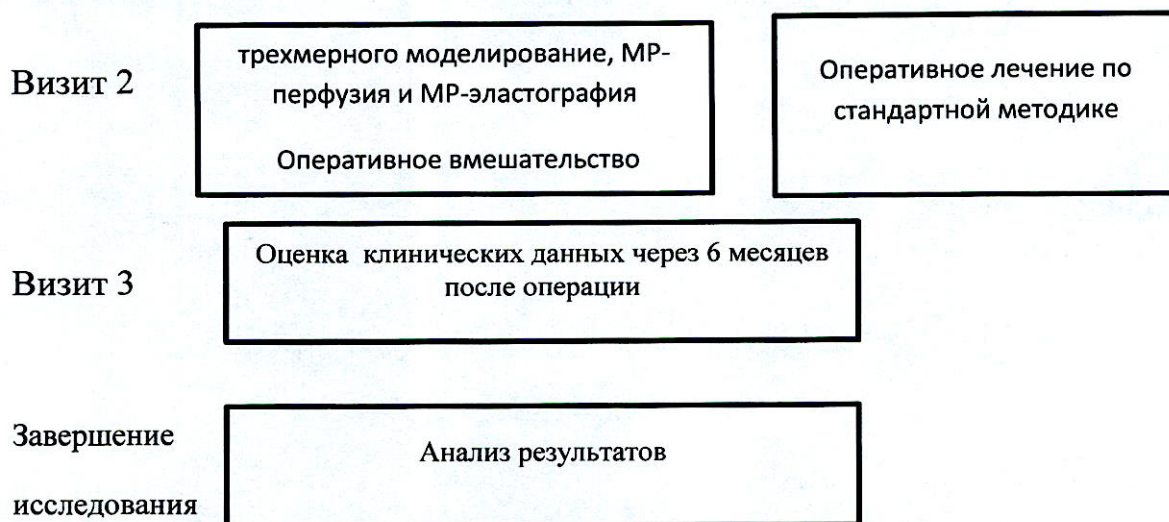 Визит 2
трехмерного моделирование, МР-
перфузия и МР-эластография
Оперативное вмешательство
Оперативное лечение по
стандартной методике
Визит 3
Оценка клинических данных через 6 месяцев
после операции
Завершение
исследования
Анализ результатов